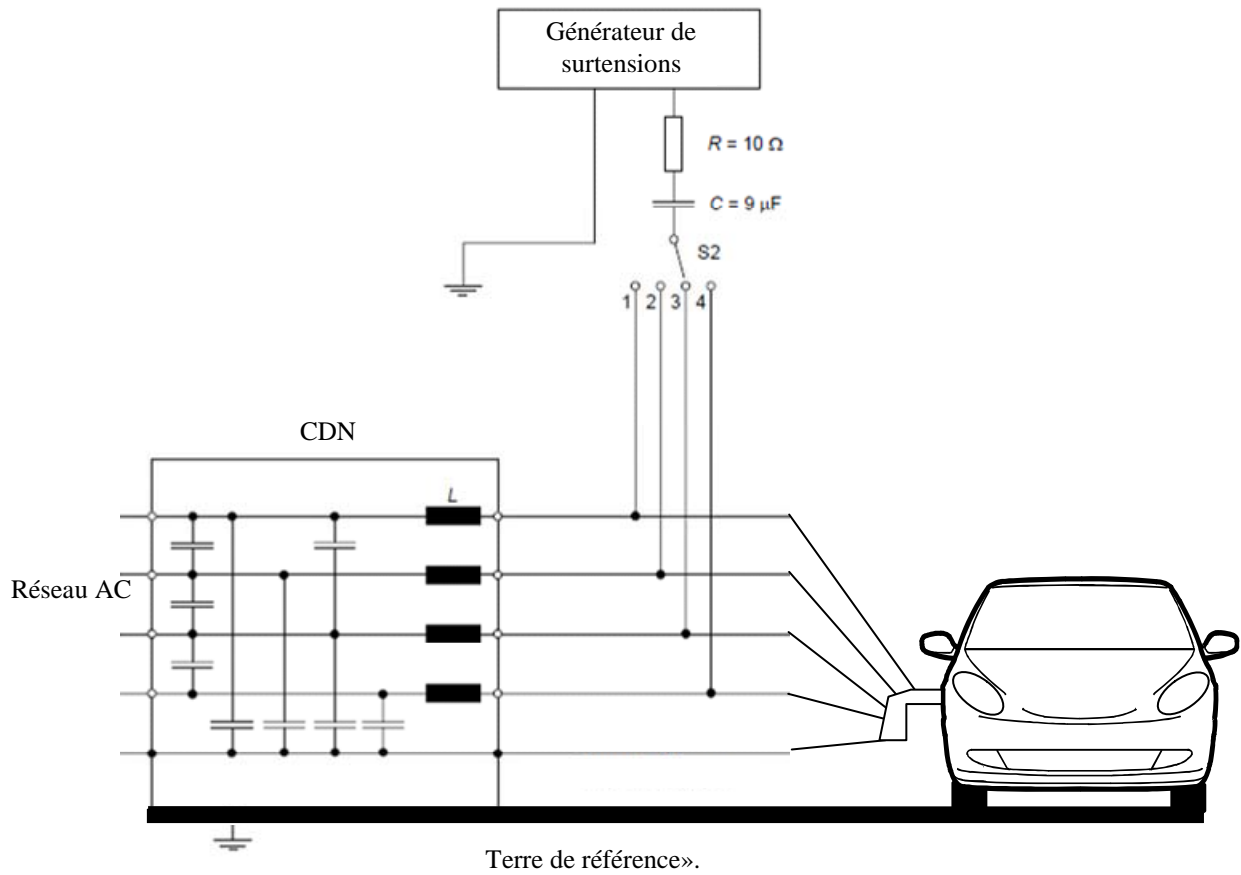 Générateur de
surtensions
R = 10 Ω
C = 9 µF
S2
1 2 3 4
CDN
L
Réseau AC
Terre de référence».